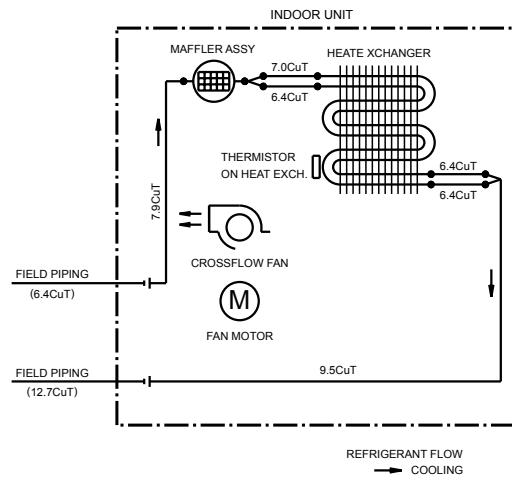 INDOOR UNIT
MAFFLER ASSY
HEATE XCHANGER
7.0CuT
6.4CuT
THERMISTOR
ON HEAT EXCH.
6.4CuT
6.4CuT
7.9CuT
CROSSFLOW FAN
FIELD PIPING
(6.4CuT)
M
FAN MOTOR
FIELD PIPING
(12.7CuT)
9.5CuT
REFRIGERANT FLOW
COOLING